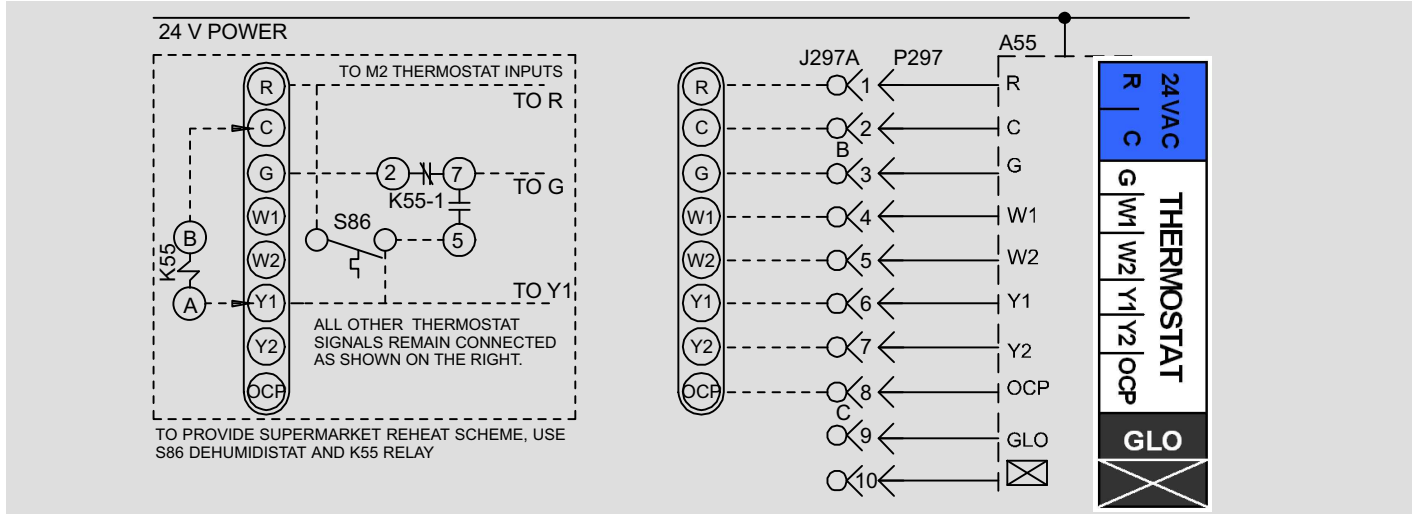 24 V POWER
TO M2 THERMOSTAT INPUTS
R
TO R
C
G
2
7
TO G
K55-1
W1
S86
B
5
K55
W2
A
Y1
TO Y1
ALL OTHER THERMOSTAT
SIGNALS REMAIN CONNECTED
AS SHOWN ON THE RIGHT.
Y2
OCP
TO PROVIDE SUPERMARKET REHEAT SCHEME, USE
S86 DEHUMIDISTAT AND K55 RELAY
J297A P297 A55
R 1 R
C 2 C
B
G 3 G
W1 4 W1
W2 5 W2
Y1 6 Y1
Y2 7 Y2
OCP 8 OCP
C
9 GLO
10
24VAC
R C
THERMOSTAT
G W1 W2 Y1 Y2 OCP
GLO